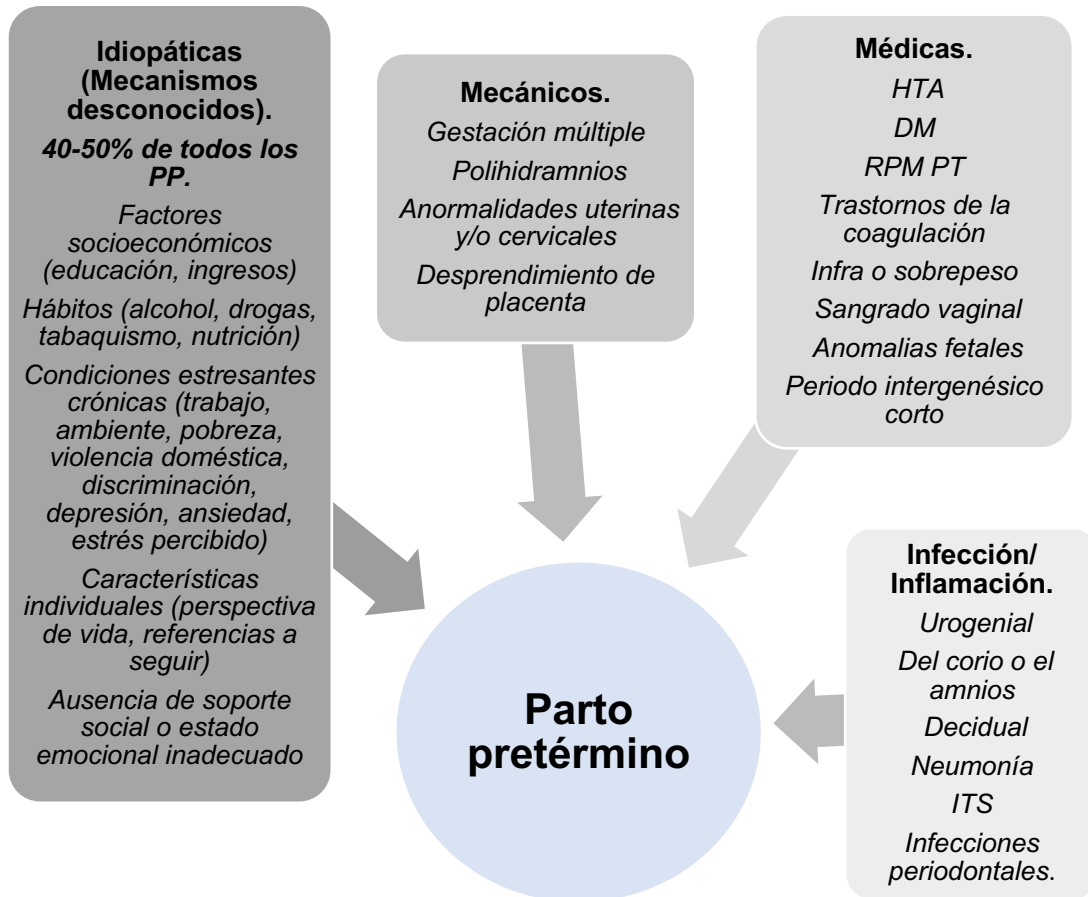 Idiopáticas
(Mecanismos
desconocidos).
40-50% de todos los
PP.
Factores
socioeconómicos
(educación, ingresos)
Hábitos (alcohol, drogas,
tabaquismo, nutrición)
Condiciones estresantes
crónicas (trabajo,
ambiente, pobreza,
violencia doméstica,
discriminación,
depresión, ansiedad,
estrés percibido)
Características
individuales (perspectiva
de vida, referencias a
seguir)
Ausencia de soporte
social o estado
emocional inadecuado
Mecánicos.
Gestación múltiple
Polihidramnios
Anormalidades uterinas
y/o cervicales
Desprendimiento de
placenta
Médicas.
HTA
DM
RPM PT
Trastornos de la
coagulación
Infra o sobrepeso
Sangrado vaginal
Anomalias fetales
Periodo intergenésico
corto
Infección/
Inflamación.
Urogenial
Del corio o el
amnios
Decidual
Neumonía
ITS
Infecciones
periodontales.
Parto
pretérmino